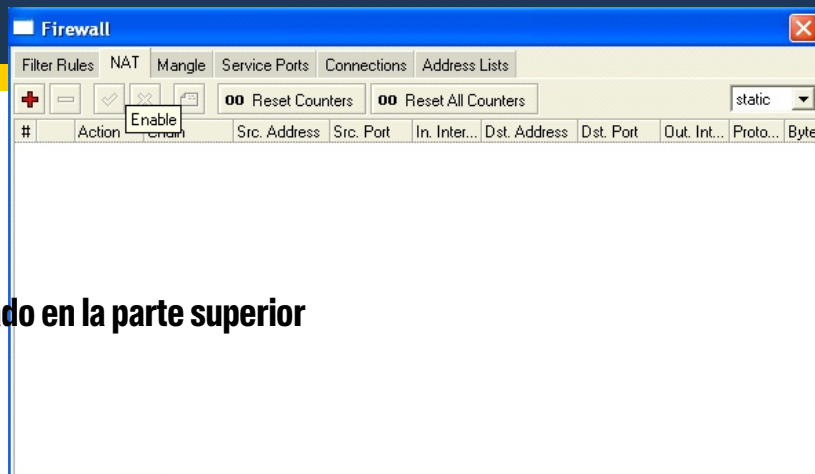 Firewall
Filter Rules NAT Mangle Service Ports Connections Address Lists
00 Reset Counters 00 Reset All Counters static
Enable
# Action Chain Src. Address Src. Port In. Inter... Dst. Address Dst. Port Out. Int... Proto... Byte
do en la parte superior